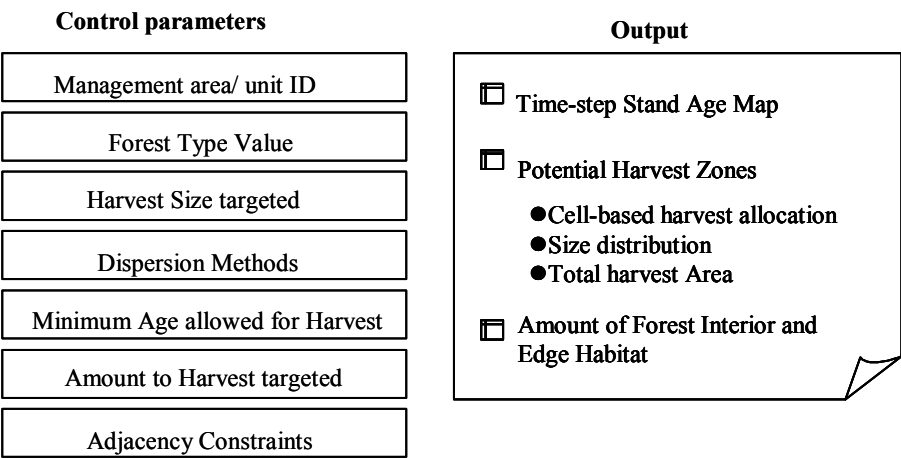 Control parameters
Management area/ unit ID
Forest Type Value
Harvest Size targeted
Dispersion Methods
Minimum Age allowed for Harvest
Amount to Harvest targeted
Adjacency Constraints
Output
Time-step Stand Age Map
Potential Harvest Zones
●Cell-based harvest allocation
●Size distribution
●Total harvest Area
Amount of Forest Interior and
Edge Habitat